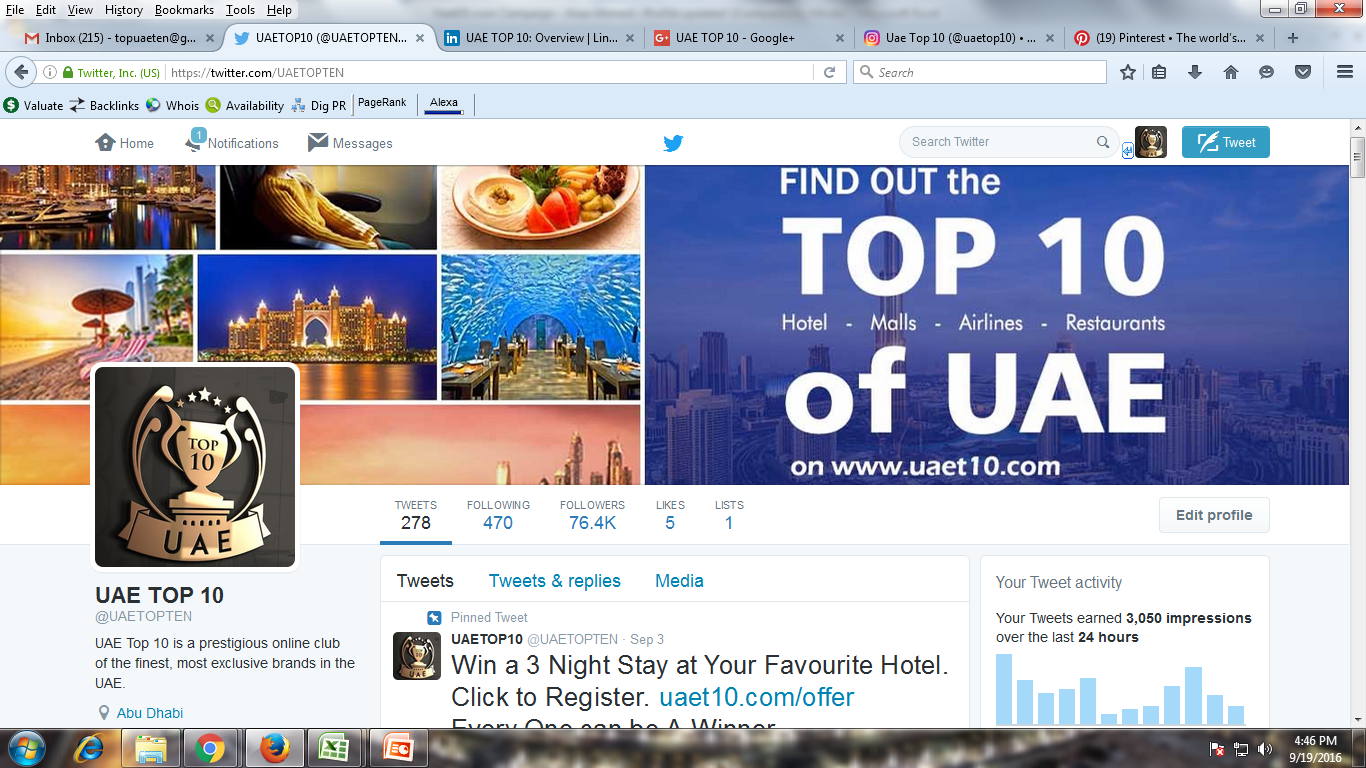 File Edit View History Bookmarks Tools Help
Inbox (215) - topuaeten@g...
UAETOP10 (@UAETOPTEN...
UAE TOP 10: Overview | Lin...
UAE TOP 10 - Google+
Uae Top 10 (@uaetop10) • ...
(19) Pinterest • The world's...
Twitter, Inc. (US) https://twitter.com/UAETOPTEN
Search
Valuate Backlinks Whois Availability Dig PR PageRank Alexa
Home 1 Notifications Messages Search Twitter Tweet
FIND OUT the
TOP 10
Hotel - Malls - Airlines - Restaurants
of UAE
on www.uaet10.com
TOP
10
UAE
TWEETS FOLLOWING FOLLOWERS LIKES LISTS
278 470 76.4K 5 1
Edit profile
UAE TOP 10
@UAETOPTEN
UAE Top 10 is a prestigious online club
of the finest, most exclusive brands in the
UAE.
Abu Dhabi
Tweets Tweets & replies Media
Pinned Tweet
UAETOP10 @UAETOPTEN · Sep 3
Win a 3 Night Stay at Your Favourite Hotel.
Click to Register. uaet10.com/offer
Every One can be A Winner
Your Tweet activity
Your Tweets earned 3,050 impressions
over the last 24 hours
4:46 PM
9/19/2016